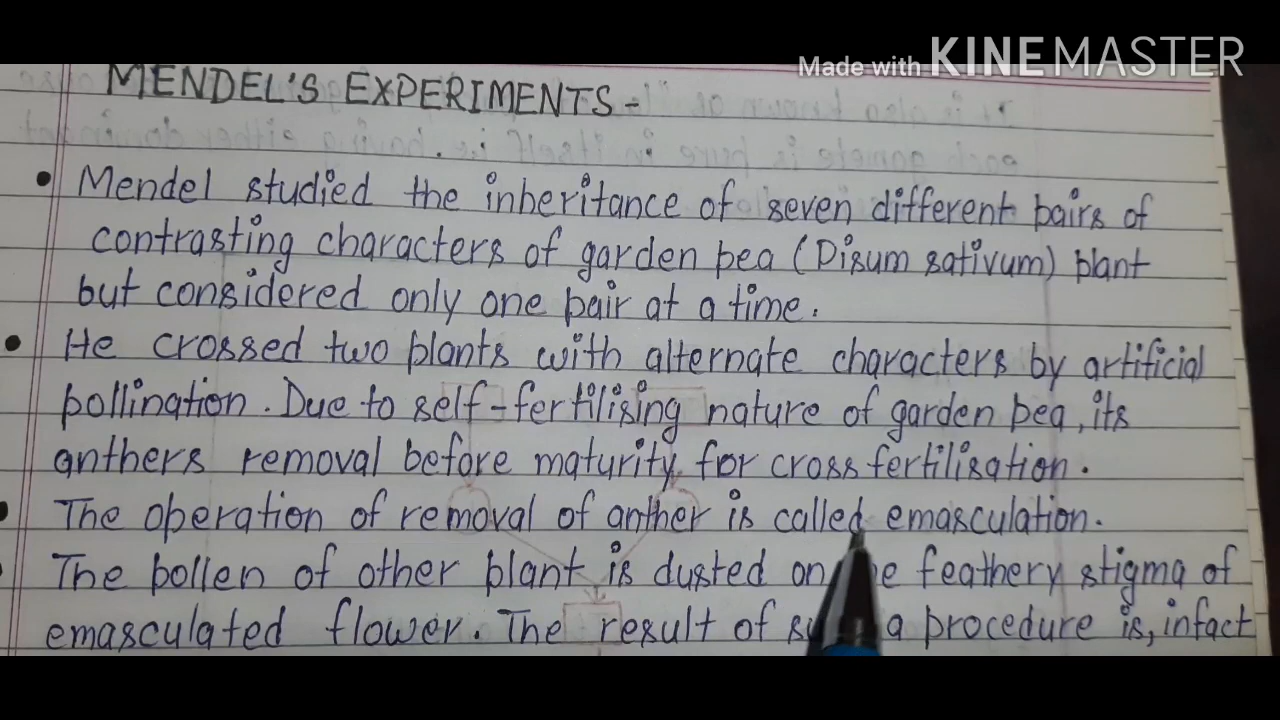 Made with KINEMASTER
MENDEL'S EXPERIMENTS-
• Mendel studied the inheritance of seven different pairs of
contrasting characters of garden pea (Pisum sativum) plant
but considered only one pair at a time.
• He crossed two plants with alternate characters by artificial
pollination. Due to self-fertilising nature of garden pea, its
anthers removal before maturity for cross fertilisation.
• The operation of removal of anther is called emasculation.
The pollen of other plant is dusted on feathery stigma of
emasculated flower. The result of a procedure is, infact